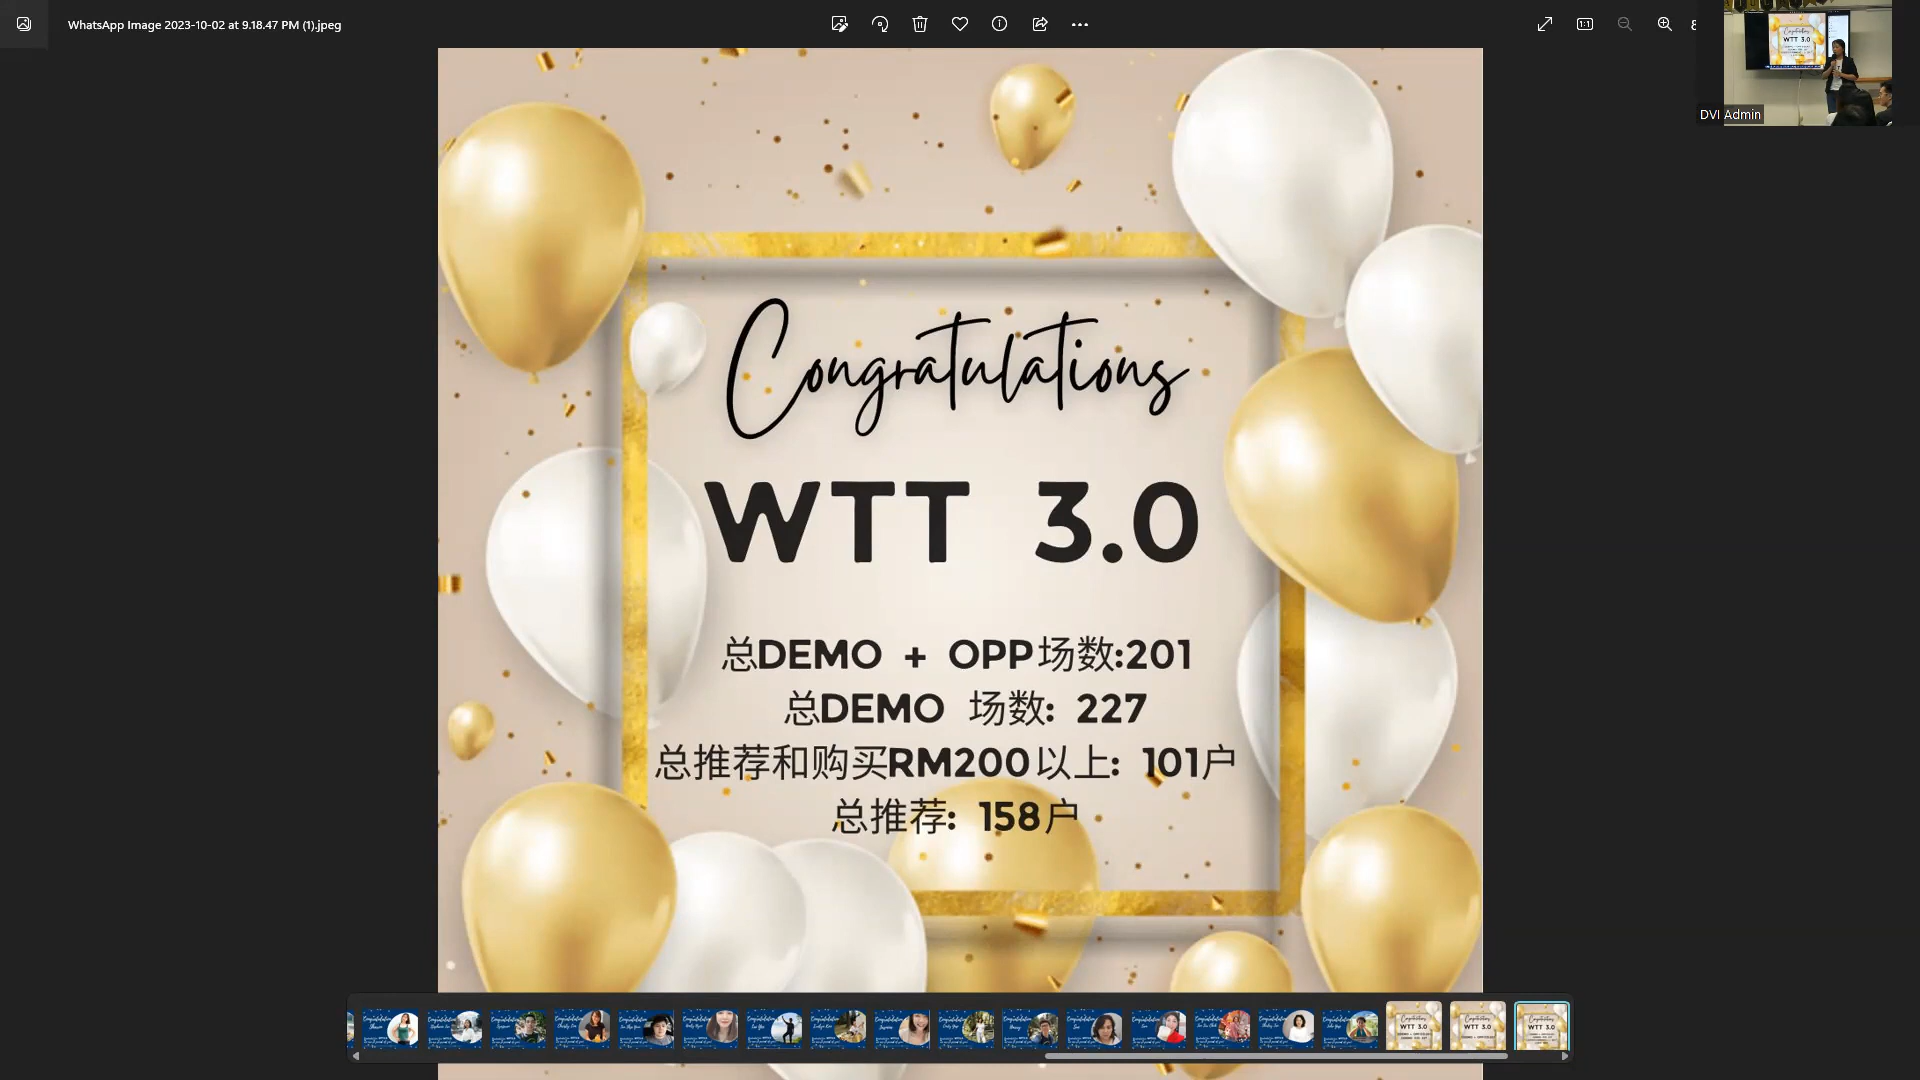 WhatsApp Image 2023-10-02 at 9.18.47 PM (1).jpeg
DVI Admin
Congratulations
WTT 3.0
总DEMO + OPP场数:201
总DEMO 场数: 227
总推荐和购买RM200以上: 101户
总推荐: 158户